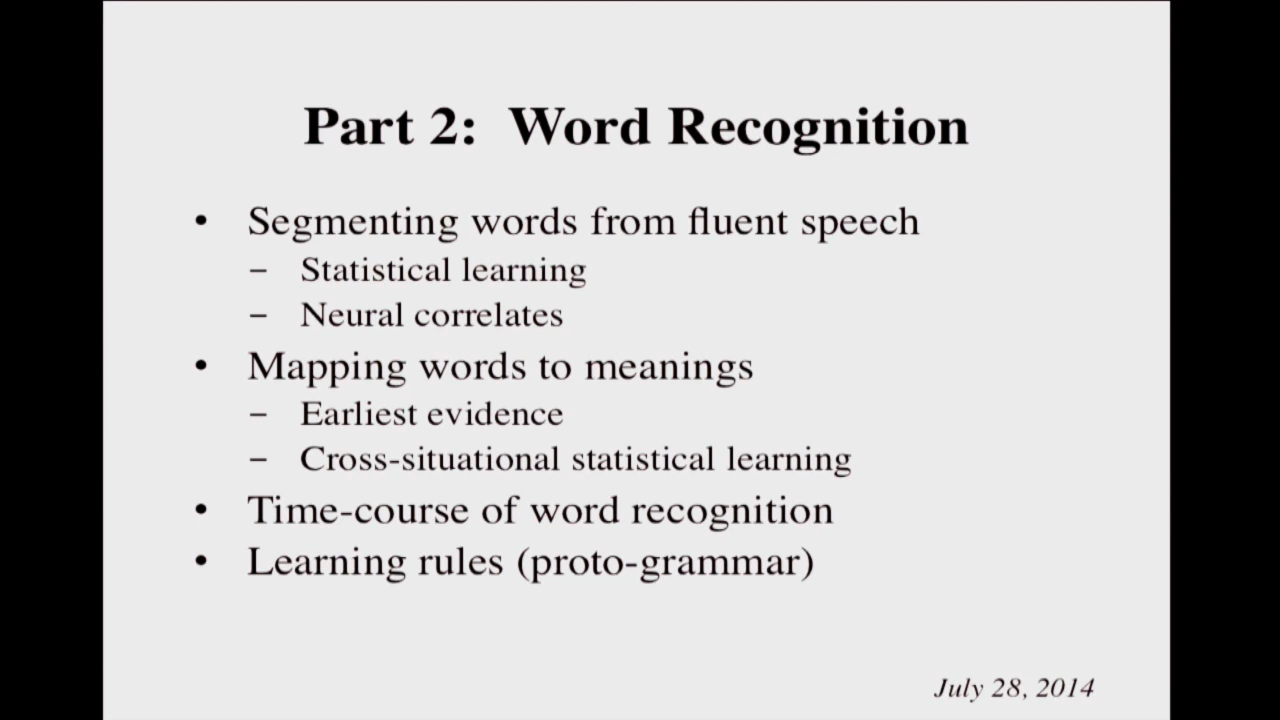 Part 2: Word Recognition
• Segmenting words from fluent speech
– Statistical learning
– Neural correlates
• Mapping words to meanings
– Earliest evidence
– Cross-situational statistical learning
• Time-course of word recognition
• Learning rules (proto-grammar)
July 28, 2014